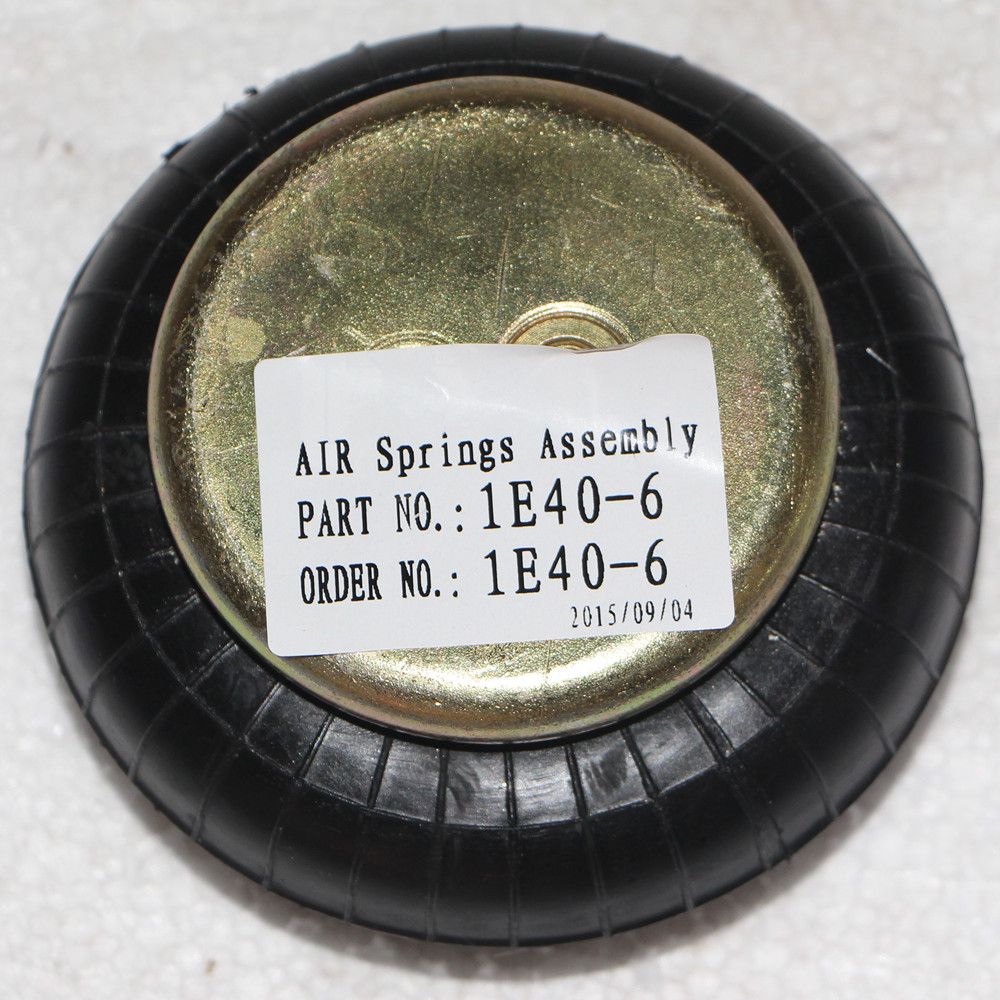 AIR Springs Assembly
PART NO.: 1E40-6
ORDER NO.: 1E40-6
2015/09/04